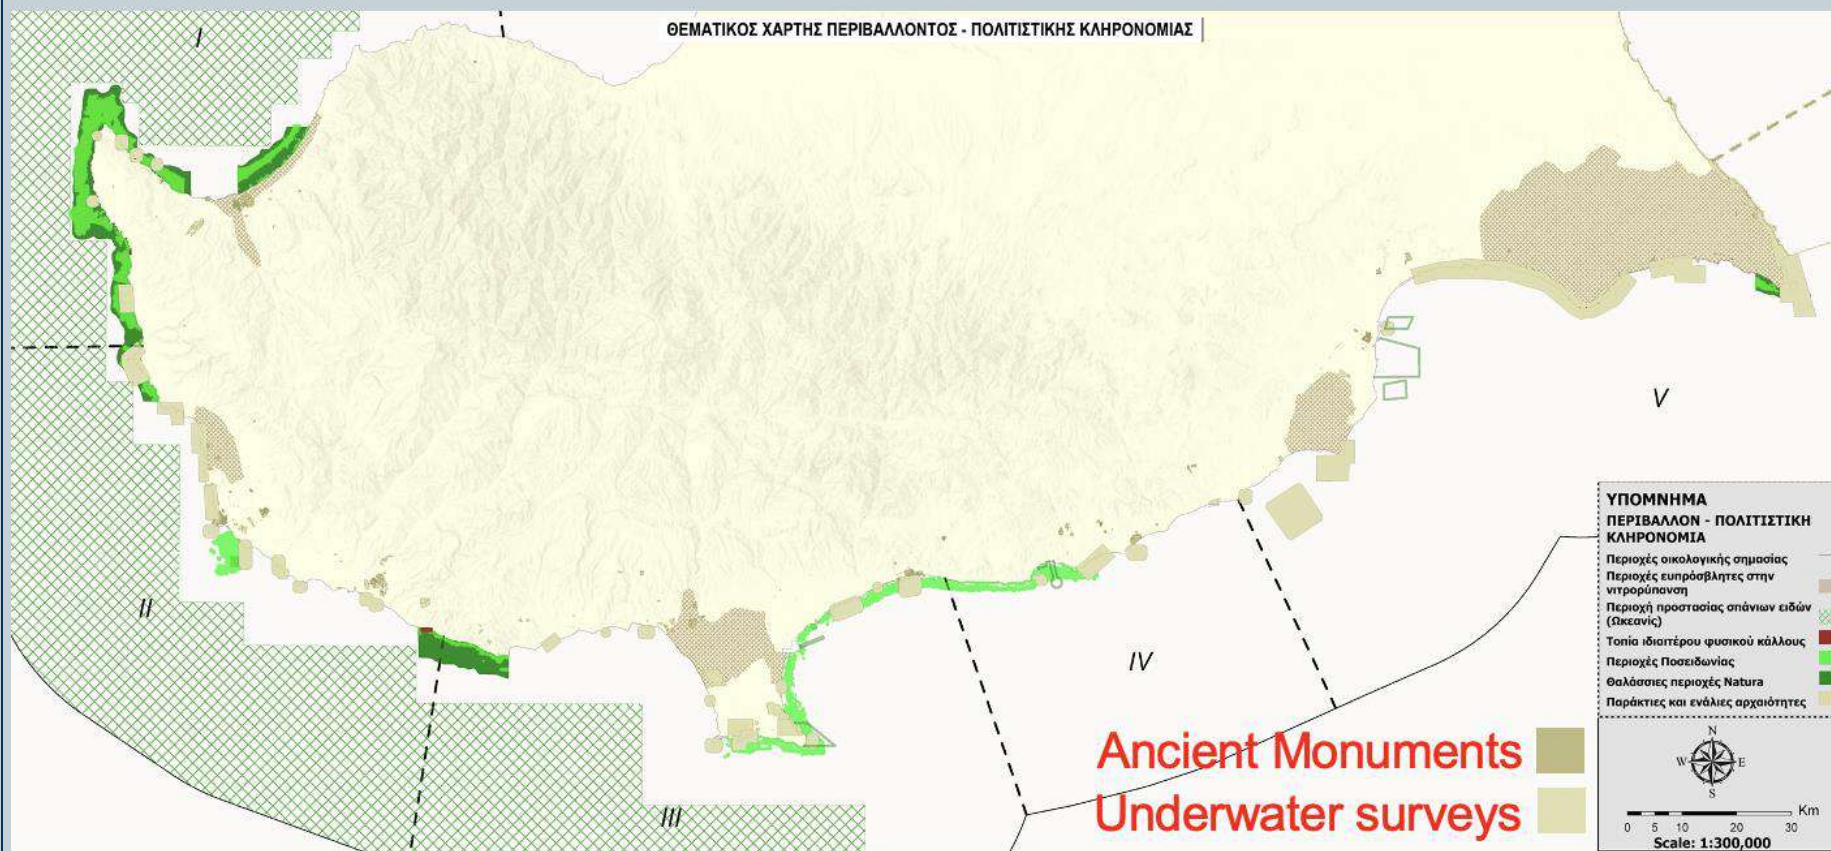 ΘΕΜΑΤΙΚΟΣ ΧΑΡΤΗΣ ΠΕΡΙΒΑΛΛΟΝΤΟΣ - ΠΟΛΙΤΙΣΤΙΚΗΣ ΚΛΗΡΟΝΟΜΙΑΣ
I
II
III
IV
V
ΥΠΟΜΝΗΜΑ
ΠΕΡΙΒΑΛΛΟΝ - ΠΟΛΙΤΙΣΤΙΚΗ
ΚΛΗΡΟΝΟΜΙΑ
Περιοχές οικολογικής σημασίας
Περιοχές ευπρόσβλητες στην
νιτρορύπανση
Περιοχή προστασίας σπάνιων ειδών
(Ωκεανίς)
Τοπία ιδιαιτέρου φυσικού κάλλους
Περιοχές Ποσειδωνίας
Θαλάσσιες περιοχές Natura
Παράκτιες και ενάλιες αρχαιότητες
Ancient Monuments
Underwater surveys
N
W E
S
Km
0 5 10 20 30
Scale: 1:300,000